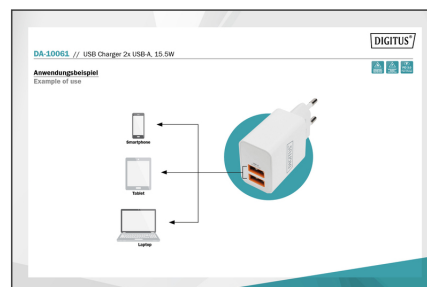 DIGITUS®
DA-10061 // USB Charger 2x USB-A, 15.5W
Anwendungsbeispiel
Example of use
Smartphone
Tablet
Laptop